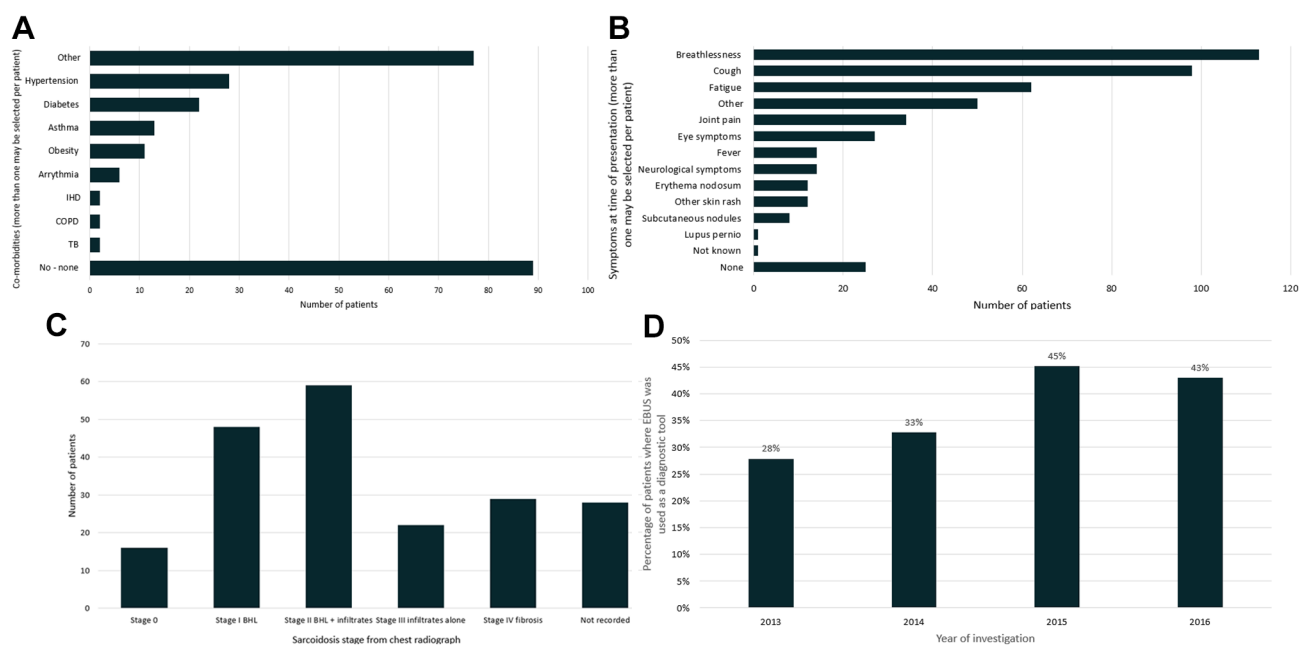 A
Co-morbidities (more than one may be selected per patient)
Other
Hypertension
Diabetes
Asthma
Obesity
Arrythmia
IHD
COPD
TB
No - none
0 10 20 30 40 50 60 70 80 90 100
Number of patients
B
Symptoms at time of presentation (more than
one may be selected per patient)
Breathlessness
Cough
Fatigue
Other
Joint pain
Eye symptoms
Fever
Neurological symptoms
Erythema nodosum
Other skin rash
Subcutaneous nodules
Lupus pernio
Not known
None
0 20 40 60 80 100 120
Number of patients
C
Number of patients
70
60
50
40
30
20
10
0
Stage 0 Stage I BHL Stage II BHL + infiltrates Stage III infiltrates alone Stage IV fibrosis Not recorded
Sarcoidosis stage from chest radiograph
D
Percentage of patients where EBUS was
used as a diagnostic tool
50%
45%
40%
35%
30%
25%
20%
15%
10%
5%
0%
28% 33% 45% 43%
2013 2014 2015 2016
Year of investigation